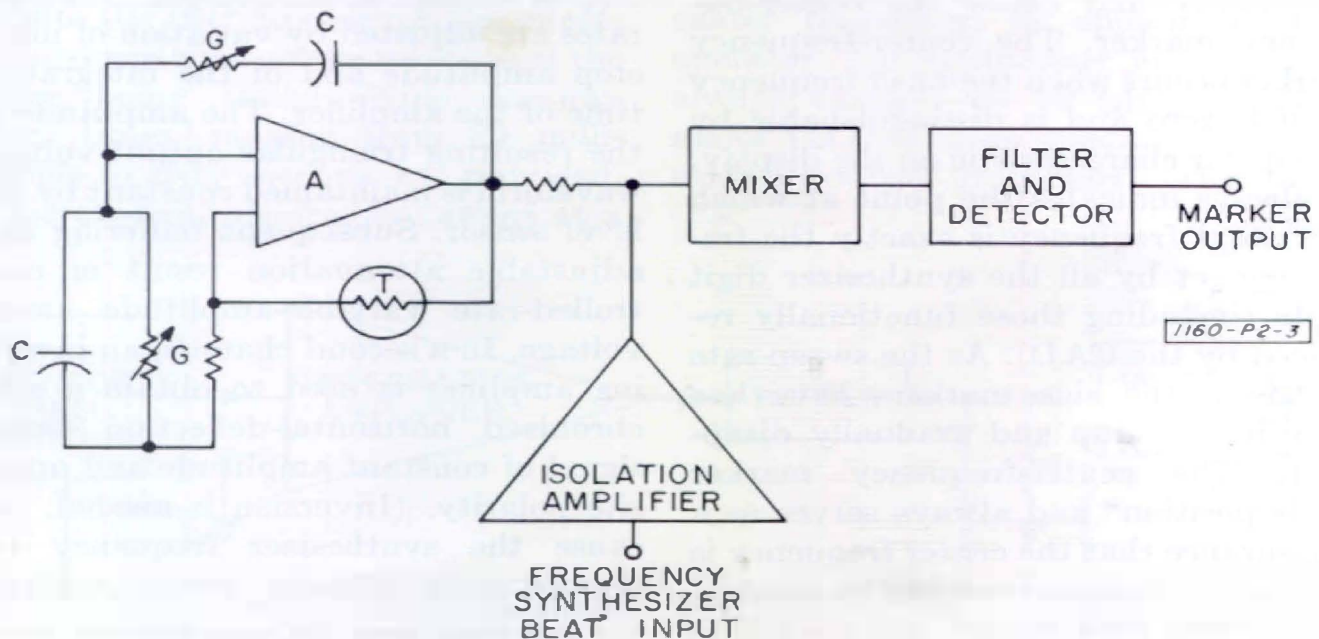 C
G
A
MIXER
FILTER
AND
DETECTOR
MARKER
OUTPUT
C
G
T
1160-P2-3
ISOLATION
AMPLIFIER
FREQUENCY
SYNTHESIZER
BEAT INPUT